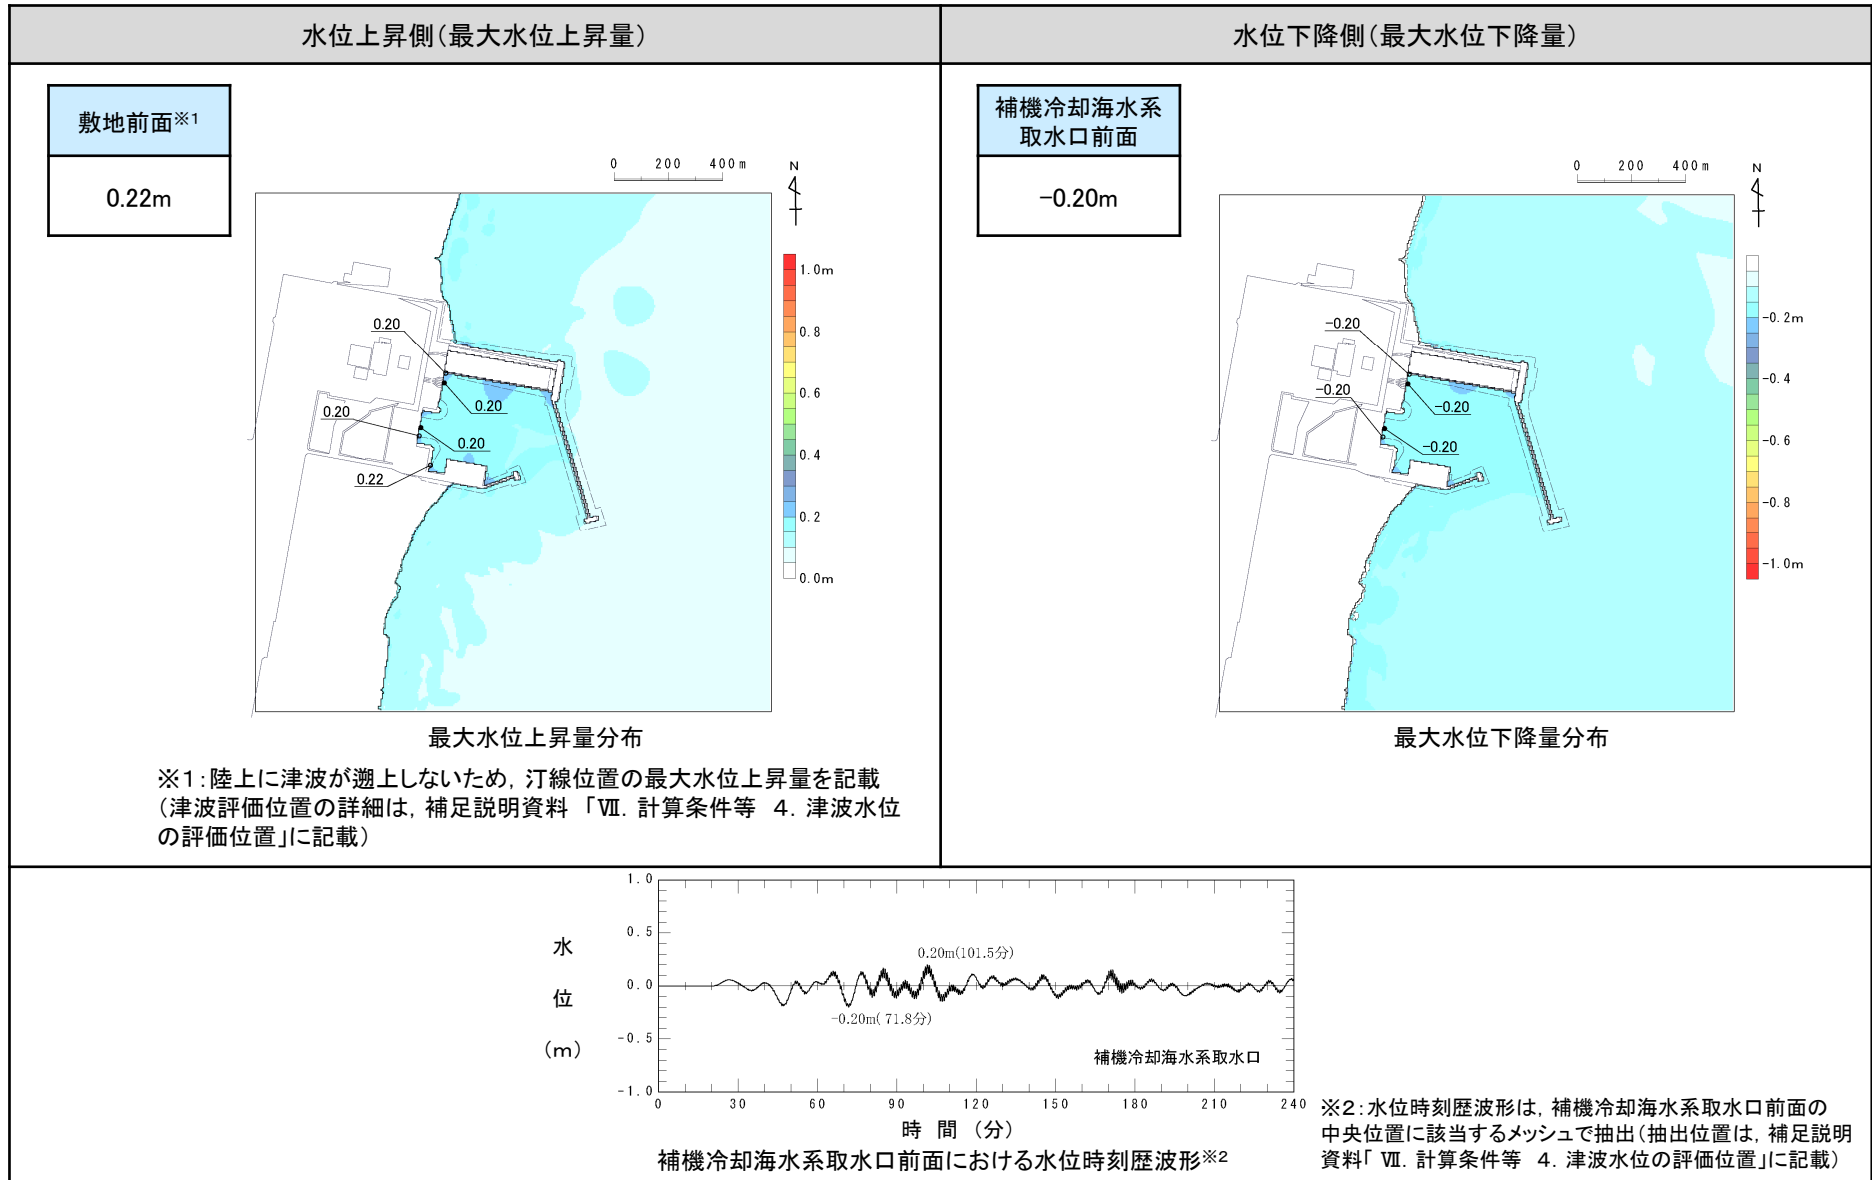 水位上昇側(最大水位上昇量)
敷地前面※1
0.22m
0 200 400m
N
0.20
0.20
0.20
0.20
0.22
1.0m
0.8
0.6
0.4
0.2
0.0m
最大水位上昇量分布
※1:陸上に津波が遡上しないため,汀線位置の最大水位上昇量を記載
(津波評価位置の詳細は,補足説明資料 「Ⅶ. 計算条件等 4. 津波水位
の評価位置」に記載)
水位下降側(最大水位下降量)
補機冷却海水系
取水口前面
-0.20m
0 200 400m
N
-0.20
-0.20
-0.20
-0.20
-0.2m
-0.4
-0.6
-0.8
-1.0m
最大水位下降量分布
水
位
(m)
1.0
0.5
0.0
-0.5
-1.0
0.20m(101.5分)
-0.20m( 71.8分)
補機冷却海水系取水口
0 30 60 90 120 150 180 210 240
時 間 (分)
補機冷却海水系取水口前面における水位時刻歴波形※2
※2:水位時刻歴波形は,補機冷却海水系取水口前面の
中央位置に該当するメッシュで抽出(抽出位置は,補足説明
資料「 Ⅶ. 計算条件等 4. 津波水位の評価位置」に記載)